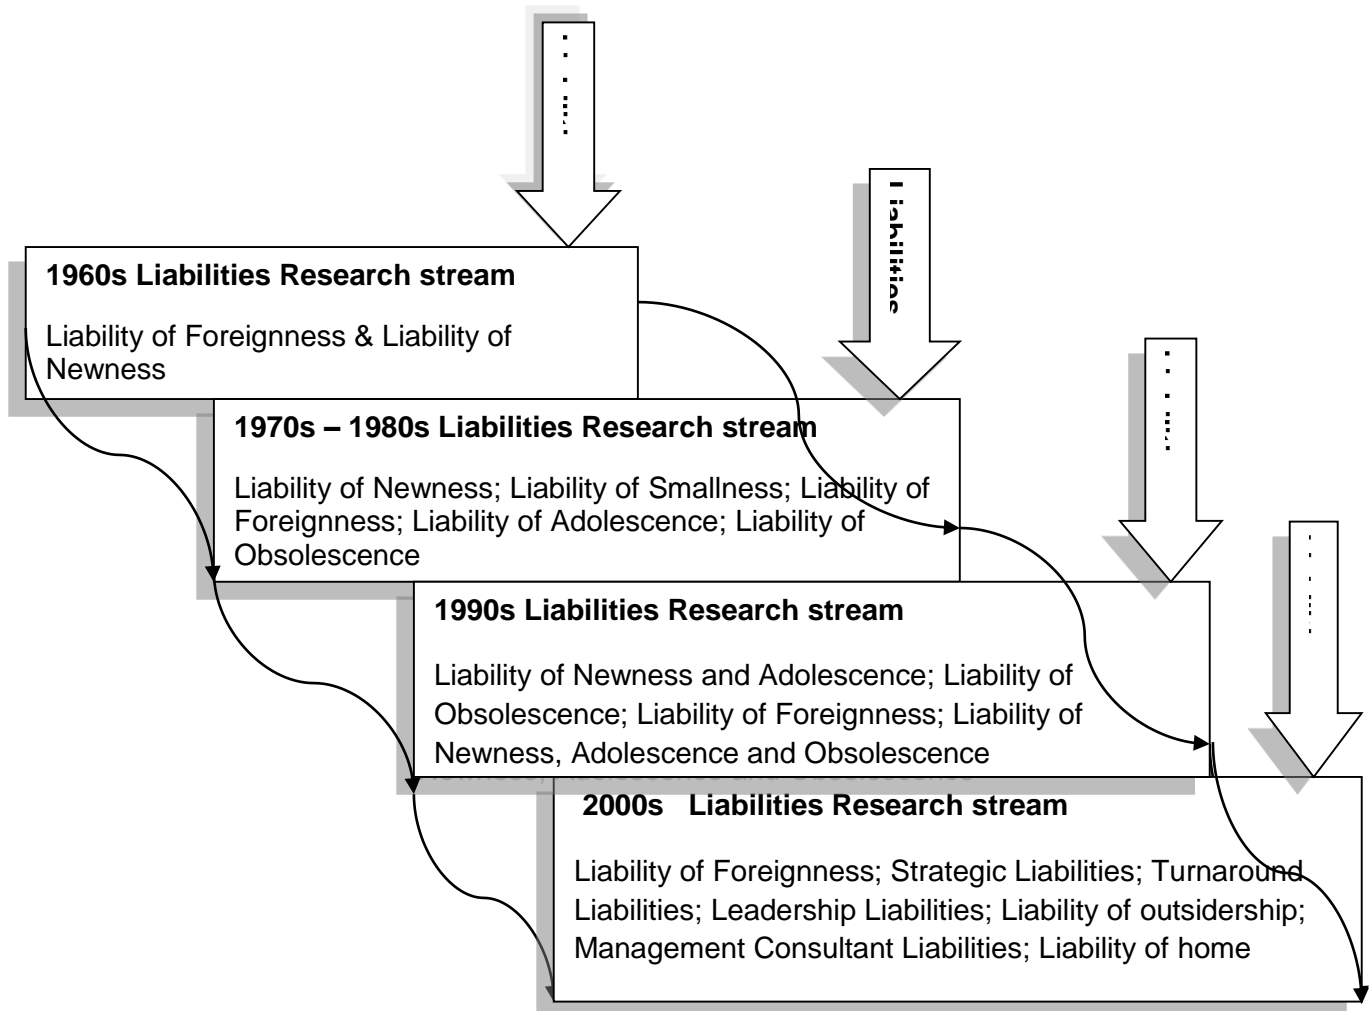 Liabilities
1960s Liabilities Research stream
Liability of Foreignness & Liability of
Newness
1970s – 1980s Liabilities Research stream
Liability of Newness; Liability of Smallness; Liability of
Foreignness; Liability of Adolescence; Liability of
Obsolescence
1990s Liabilities Research stream
Liability of Newness and Adolescence; Liability of
Obsolescence; Liability of Foreignness; Liability of
Newness, Adolescence and Obsolescence
2000s Liabilities Research stream
Liability of Foreignness; Strategic Liabilities; Turnaround
Liabilities; Leadership Liabilities; Liability of outsidership;
Management Consultant Liabilities; Liability of home